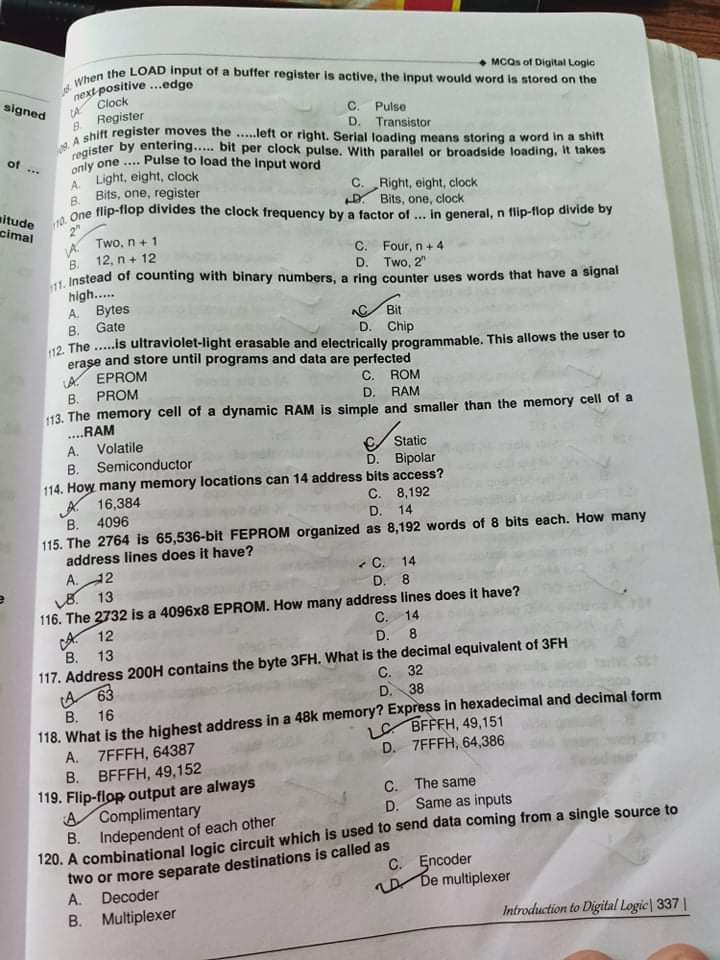 signed
of ...
itude
cimal
e
◆ MCQs of Digital Logic
When the LOAD input of a buffer register is active, the input would word is stored on the
next positive ...edge
A. Clock
B. Register
C. Pulse
D. Transistor
A shift register moves the .....left or right. Serial loading means storing a word in a shift
register by entering..... bit per clock pulse. With parallel or broadside loading, it takes
only one .... Pulse to load the input word
A. Light, eight, clock
B. Bits, one, register
C. Right, eight, clock
D. Bits, one, clock
110. One flip-flop divides the clock frequency by a factor of ... in general, n flip-flop divide by
2ⁿ
A. Two, n + 1
B. 12, n + 12
C. Four, n + 4
D. Two, 2ⁿ
111. Instead of counting with binary numbers, a ring counter uses words that have a signal
high.....
A. Bytes
B. Gate
C. Bit
D. Chip
112. The .....is ultraviolet-light erasable and electrically programmable. This allows the user to
erase and store until programs and data are perfected
A. EPROM
B. PROM
C. ROM
D. RAM
113. The memory cell of a dynamic RAM is simple and smaller than the memory cell of a
....RAM
A. Volatile
B. Semiconductor
C. Static
D. Bipolar
114. How many memory locations can 14 address bits access?
A. 16,384
B. 4096
C. 8,192
D. 14
115. The 2764 is 65,536-bit FEPROM organized as 8,192 words of 8 bits each. How many
address lines does it have?
A. 12
B. 13
C. 14
D. 8
116. The 2732 is a 4096x8 EPROM. How many address lines does it have?
A. 12
B. 13
C. 14
D. 8
117. Address 200H contains the byte 3FH. What is the decimal equivalent of 3FH
A. 63
B. 16
C. 32
D. 38
118. What is the highest address in a 48k memory? Express in hexadecimal and decimal form
A. 7FFFH, 64387
B. BFFFH, 49,152
C. BFFFH, 49,151
D. 7FFFH, 64,386
119. Flip-flop output are always
A. Complimentary
B. Independent of each other
C. The same
D. Same as inputs
120. A combinational logic circuit which is used to send data coming from a single source to
two or more separate destinations is called as
A. Decoder
B. Multiplexer
C. Encoder
D. De multiplexer
Introduction to Digital Logic| 337 |